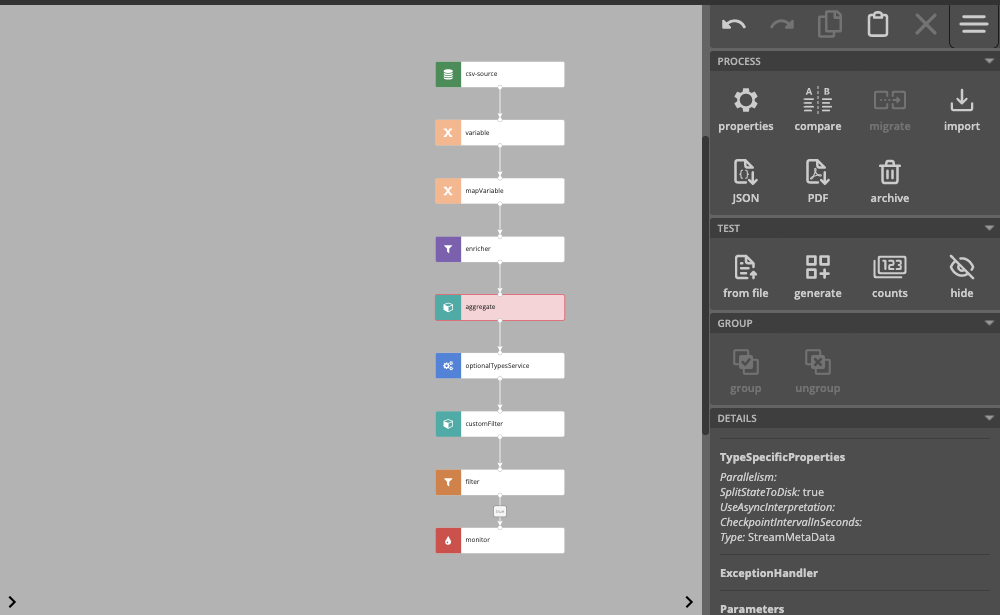 csv-source
variable
mapVariable
enricher
aggregate
optionalTypesService
customFilter
filter
true
monitor
PROCESS
A B
properties
compare
migrate
import
JSON
PDF
archive
TEST
123
from file
generate
counts
hide
GROUP
group
ungroup
DETAILS
TypeSpecificProperties
Parallelism:
SplitStateToDisk: true
UseAsyncInterpretation:
CheckpointIntervalInSeconds:
Type: StreamMetaData
ExceptionHandler
Parameters